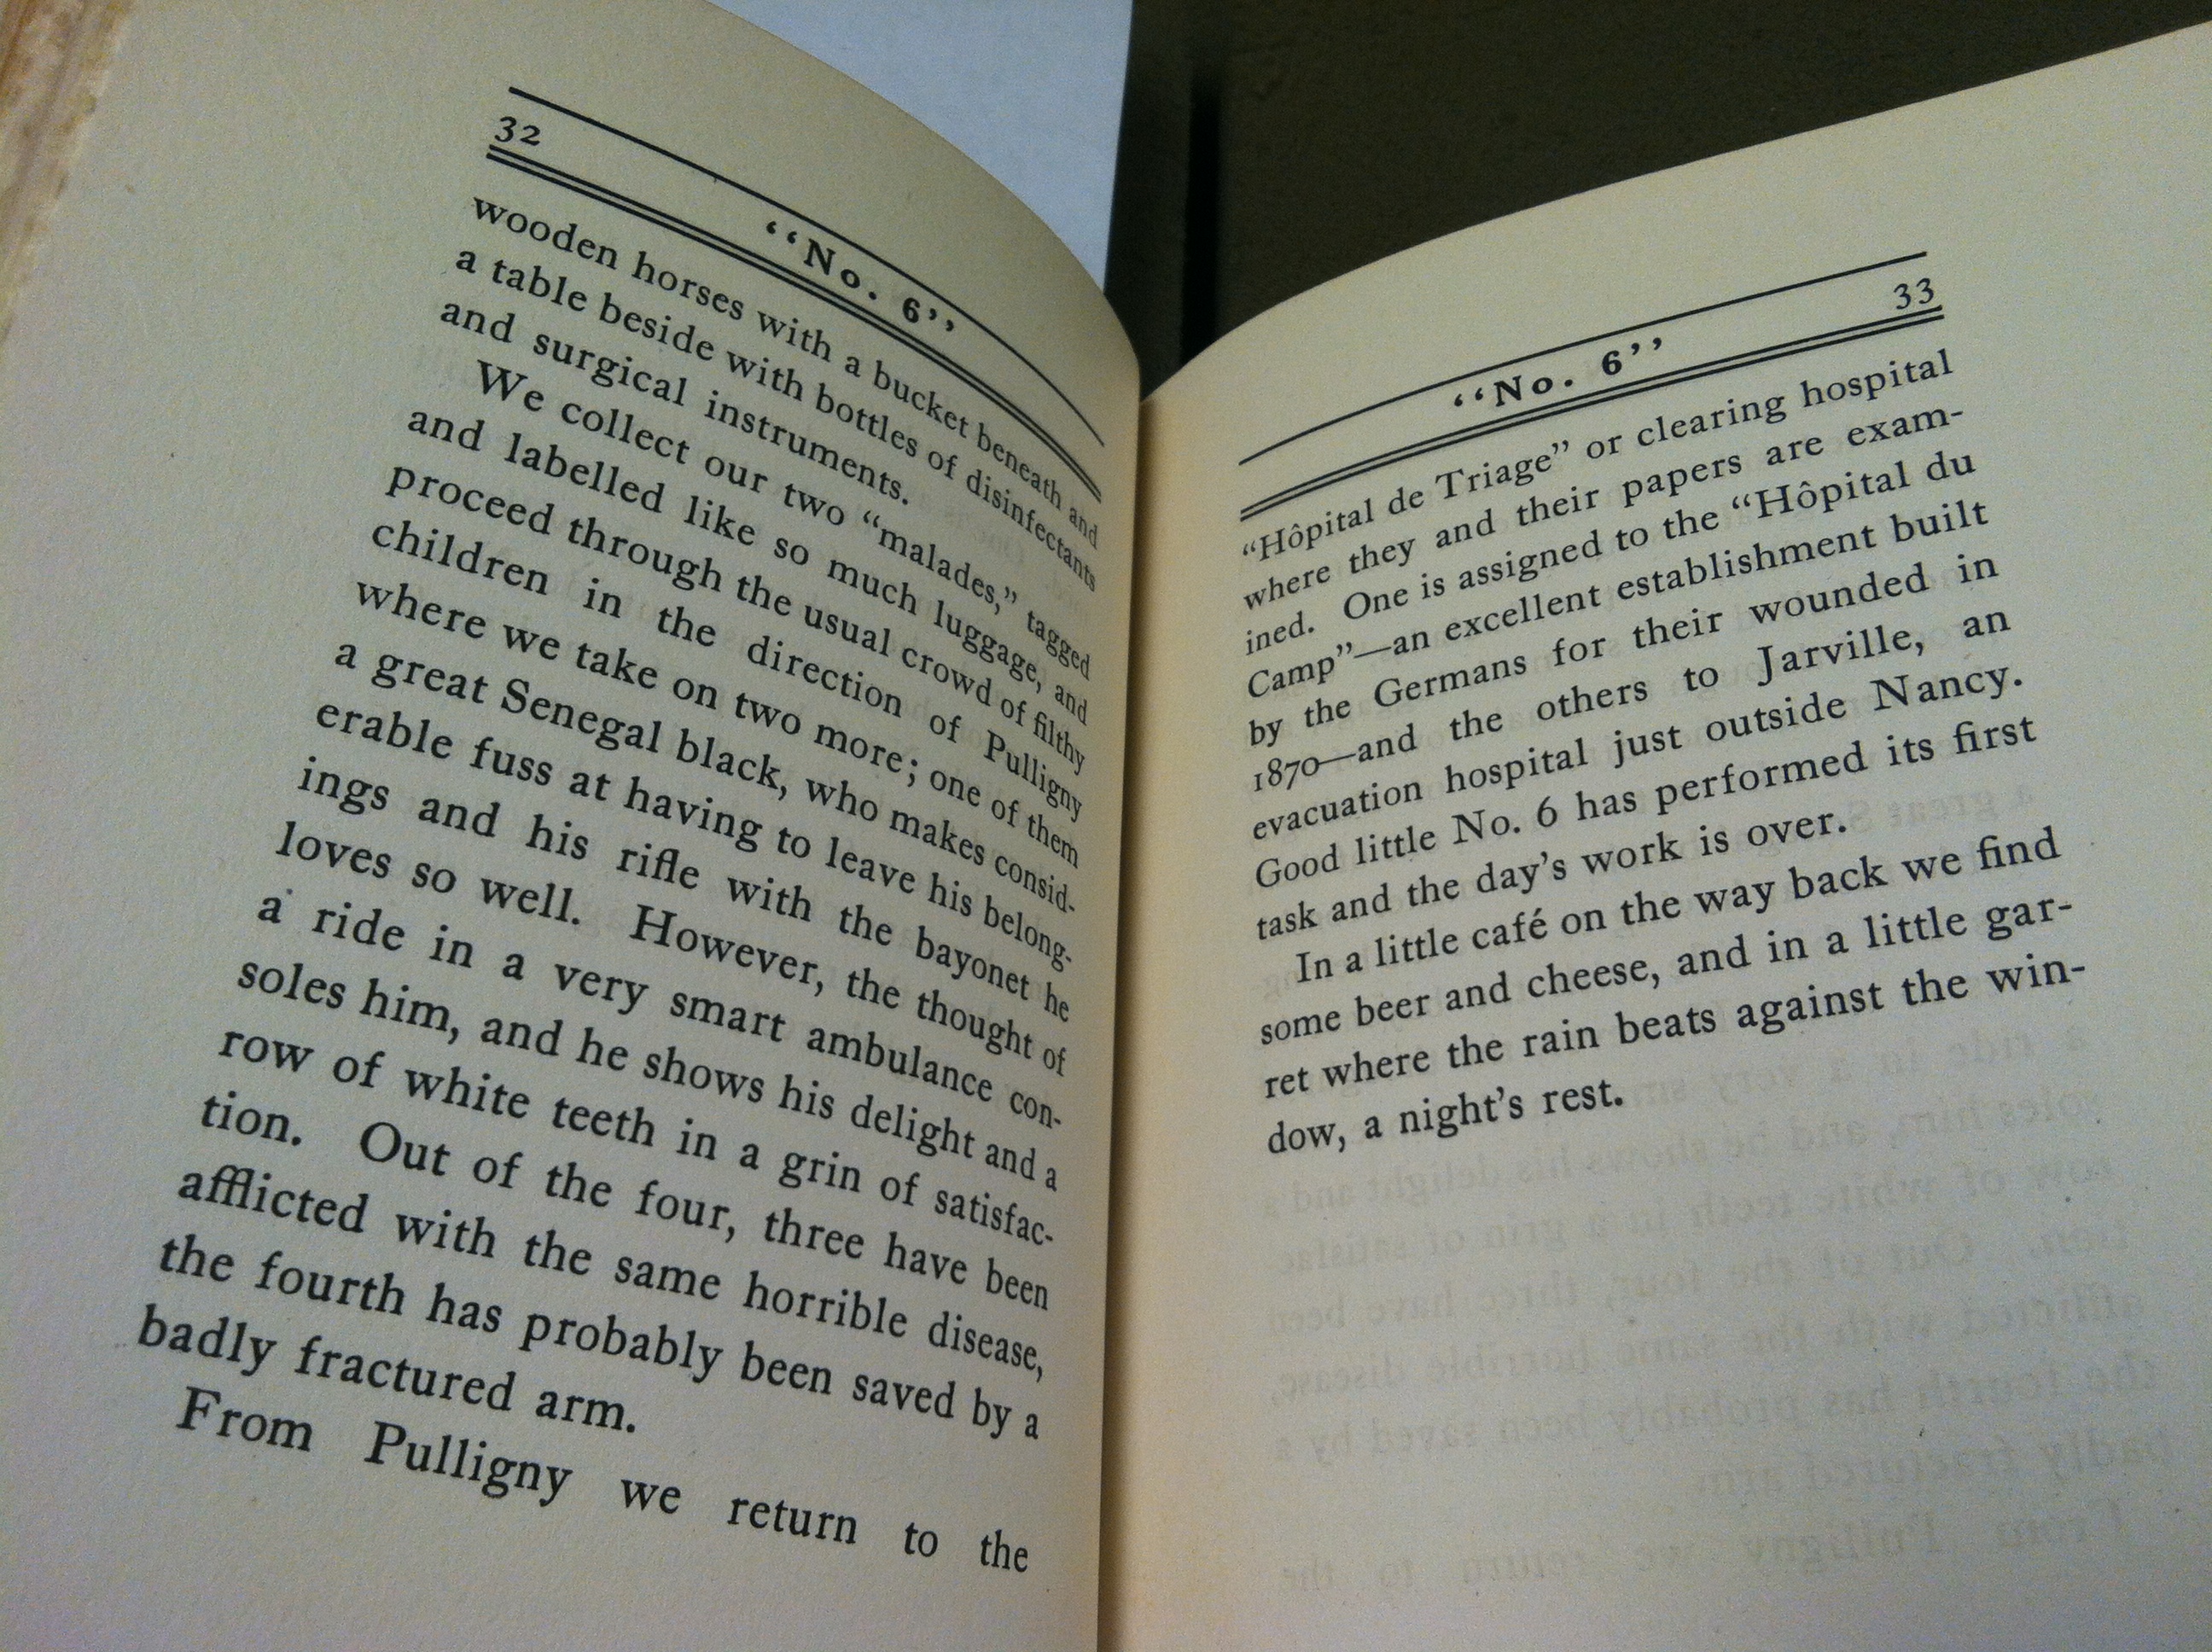 32
“No. 6”
wooden horses with a bucket beneath and
a table beside with bottles of disinfectants
and surgical instruments.
We collect our two “malades,” tagged
and labelled like so much luggage, and
proceed through the usual crowd of filthy
children in the direction of Pulligny
where we take on two more; one of them
a great Senegal black, who makes consid-
erable fuss at having to leave his belong-
ings and his rifle with the bayonet he
loves so well. However, the thought of
a ride in a very smart ambulance con-
soles him, and he shows his delight and a
row of white teeth in a grin of satisfac-
tion. Out of the four, three have been
afflicted with the same horrible disease,
the fourth has probably been saved by a
badly fractured arm.
From Pulligny we return to the
“No. 6”
33
“Hôpital de Triage” or clearing hospital
where they and their papers are exam-
ined. One is assigned to the “Hôpital du
Camp”—an excellent establishment built
by the Germans for their wounded in
1870—and the others to Jarville, an
evacuation hospital just outside Nancy.
Good little No. 6 has performed its first
task and the day’s work is over.
In a little café on the way back we find
some beer and cheese, and in a little gar-
ret where the rain beats against the win-
dow, a night’s rest.